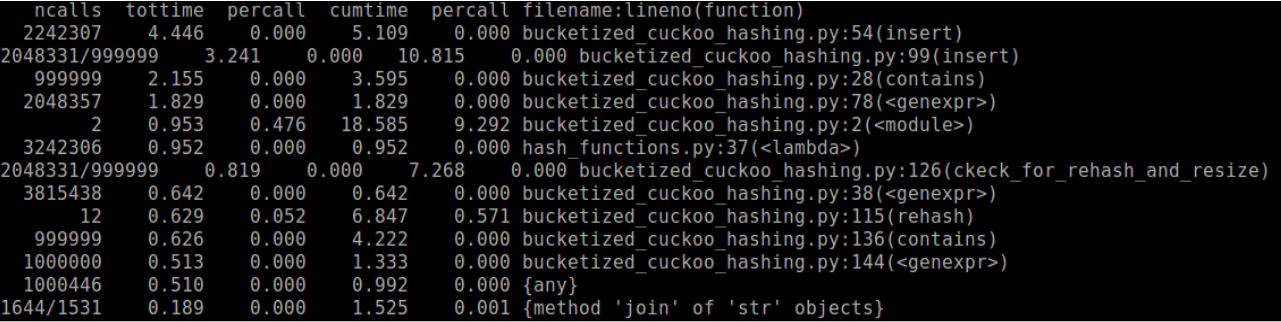 ncalls tottime percall cumtime percall filename:lineno(function)
2242307 4.446 0.000 5.109 0.000 bucketized_cuckoo_hashing.py:54(insert)
2048331/999999 3.241 0.000 10.815 0.000 bucketized_cuckoo_hashing.py:99(insert)
999999 2.155 0.000 3.595 0.000 bucketized_cuckoo_hashing.py:28(contains)
2048357 1.829 0.000 1.829 0.000 bucketized_cuckoo_hashing.py:78(<genexpr>)
2 0.953 0.476 18.585 9.292 bucketized_cuckoo_hashing.py:2(<module>)
3242306 0.952 0.000 0.952 0.000 hash_functions.py:37(<lambda>)
2048331/999999 0.819 0.000 7.268 0.000 bucketized_cuckoo_hashing.py:126(ckeck_for_rehash_and_resize)
3815438 0.642 0.000 0.642 0.000 bucketized_cuckoo_hashing.py:38(<genexpr>)
12 0.629 0.052 6.847 0.571 bucketized_cuckoo_hashing.py:115(rehash)
999999 0.626 0.000 4.222 0.000 bucketized_cuckoo_hashing.py:136(contains)
1000000 0.513 0.000 1.333 0.000 bucketized_cuckoo_hashing.py:144(<genexpr>)
1000446 0.510 0.000 0.992 0.000 {any}
1644/1531 0.189 0.000 1.525 0.001 {method 'join' of 'str' objects}